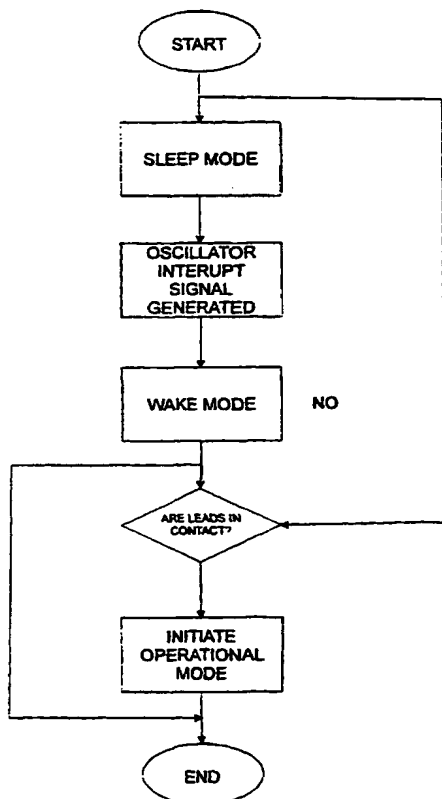 START
SLEEP MODE
OSCILLATOR
INTERUPT
SIGNAL
GENERATED
WAKE MODE
NO
ARE LEADS IN
CONTACT?
INITIATE
OPERATIONAL
MODE
END